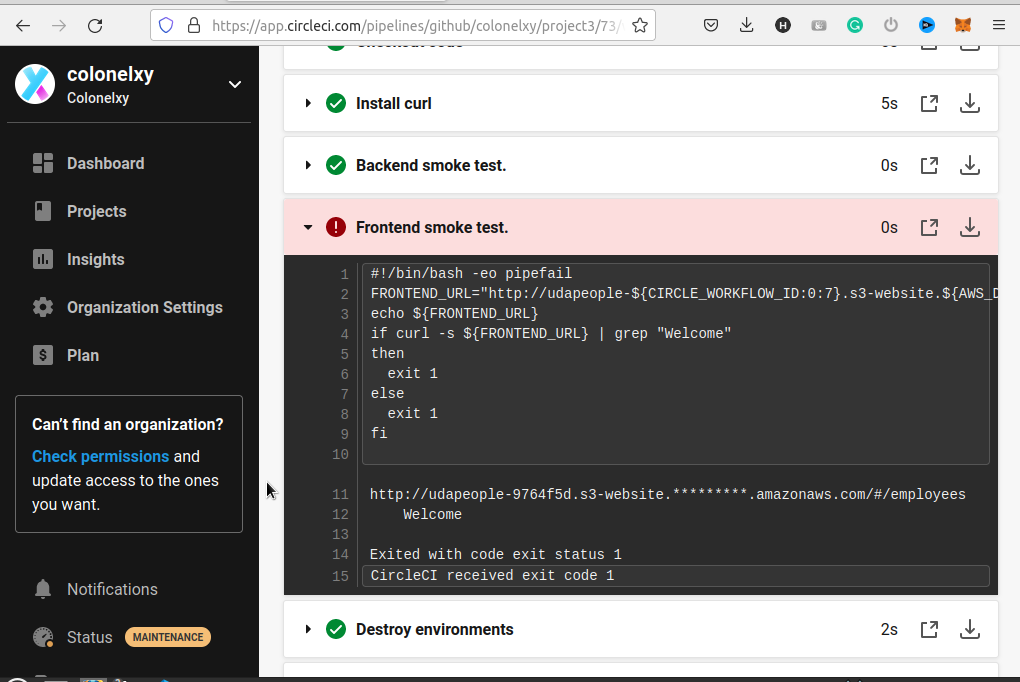 https://app.circleci.com/pipelines/github/colonelxy/project3/73/
colonelxy
Colonelxy
Dashboard
Projects
Insights
Organization Settings
Plan
Can't find an organization?
Check permissions and
update access to the ones
you want.
Notifications
Status MAINTENANCE
Install curl 5s
Backend smoke test. 0s
Frontend smoke test. 0s
1 #!/bin/bash -eo pipefail
2 FRONTEND_URL="http://udapeople-${CIRCLE_WORKFLOW_ID:0:7}.s3-website.${AWS_D
3 echo ${FRONTEND_URL}
4 if curl -s ${FRONTEND_URL} | grep "Welcome"
5 then
6 exit 1
7 else
8 exit 1
9 fi
10
11 http://udapeople-9764f5d.s3-website.*********.amazonaws.com/#/employees
12 Welcome
13
14 Exited with code exit status 1
15 CircleCI received exit code 1
Destroy environments 2s